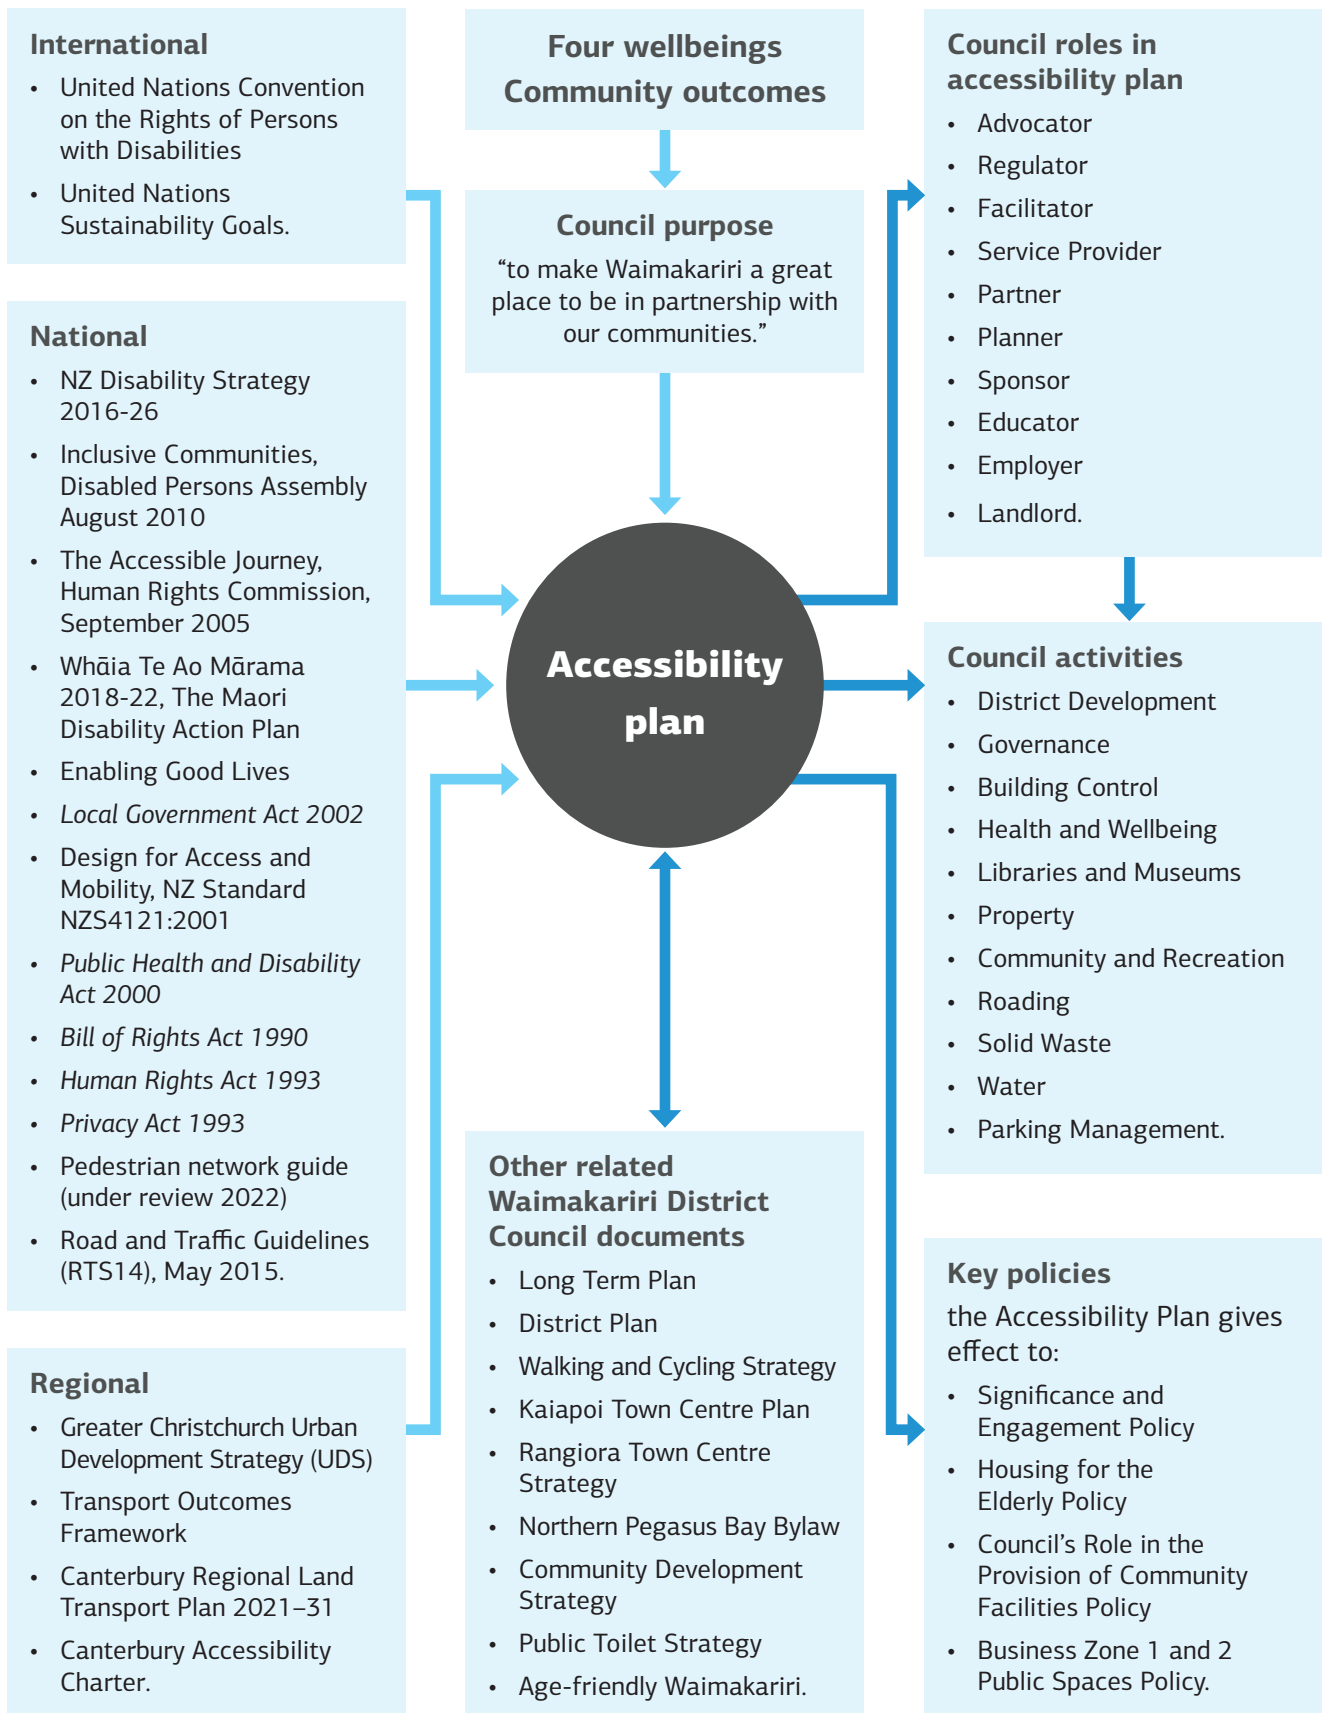 International
• United Nations Convention
on the Rights of Persons
with Disabilities
• United Nations
Sustainability Goals.
National
• NZ Disability Strategy
2016-26
• Inclusive Communities,
Disabled Persons Assembly
August 2010
• The Accessible Journey,
Human Rights Commission,
September 2005
• Whāia Te Ao Mārama
2018-22, The Maori
Disability Action Plan
• Enabling Good Lives
• Local Government Act 2002
• Design for Access and
Mobility, NZ Standard
NZS4121:2001
• Public Health and Disability
Act 2000
• Bill of Rights Act 1990
• Human Rights Act 1993
• Privacy Act 1993
• Pedestrian network guide
(under review 2022)
• Road and Traffic Guidelines
(RTS14), May 2015.
Regional
• Greater Christchurch Urban
Development Strategy (UDS)
• Transport Outcomes
Framework
• Canterbury Regional Land
Transport Plan 2021–31
• Canterbury Accessibility
Charter.
Four wellbeings
Community outcomes
Council purpose
“to make Waimakariri a great
place to be in partnership with
our communities.”
Accessibility
plan
Other related
Waimakariri District
Council documents
• Long Term Plan
• District Plan
• Walking and Cycling Strategy
• Kaiapoi Town Centre Plan
• Rangiora Town Centre
Strategy
• Northern Pegasus Bay Bylaw
• Community Development
Strategy
• Public Toilet Strategy
• Age-friendly Waimakariri.
Council roles in
accessibility plan
• Advocator
• Regulator
• Facilitator
• Service Provider
• Partner
• Planner
• Sponsor
• Educator
• Employer
• Landlord.
Council activities
• District Development
• Governance
• Building Control
• Health and Wellbeing
• Libraries and Museums
• Property
• Community and Recreation
• Roading
• Solid Waste
• Water
• Parking Management.
Key policies
the Accessibility Plan gives
effect to:
• Significance and
Engagement Policy
• Housing for the
Elderly Policy
• Council’s Role in the
Provision of Community
Facilities Policy
• Business Zone 1 and 2
Public Spaces Policy.